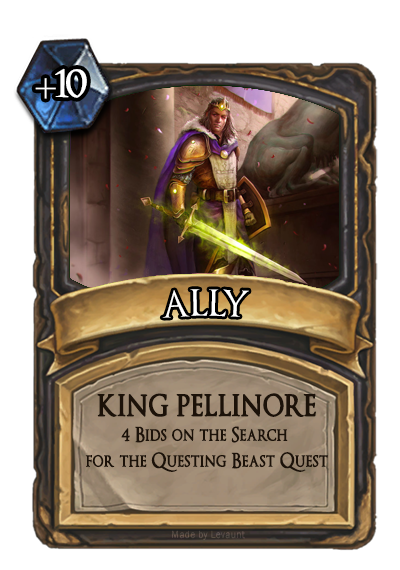 +10
ALLY
KING PELLINORE
4 Bids on the Search
for the Questing Beast Quest
Made by Levaunt